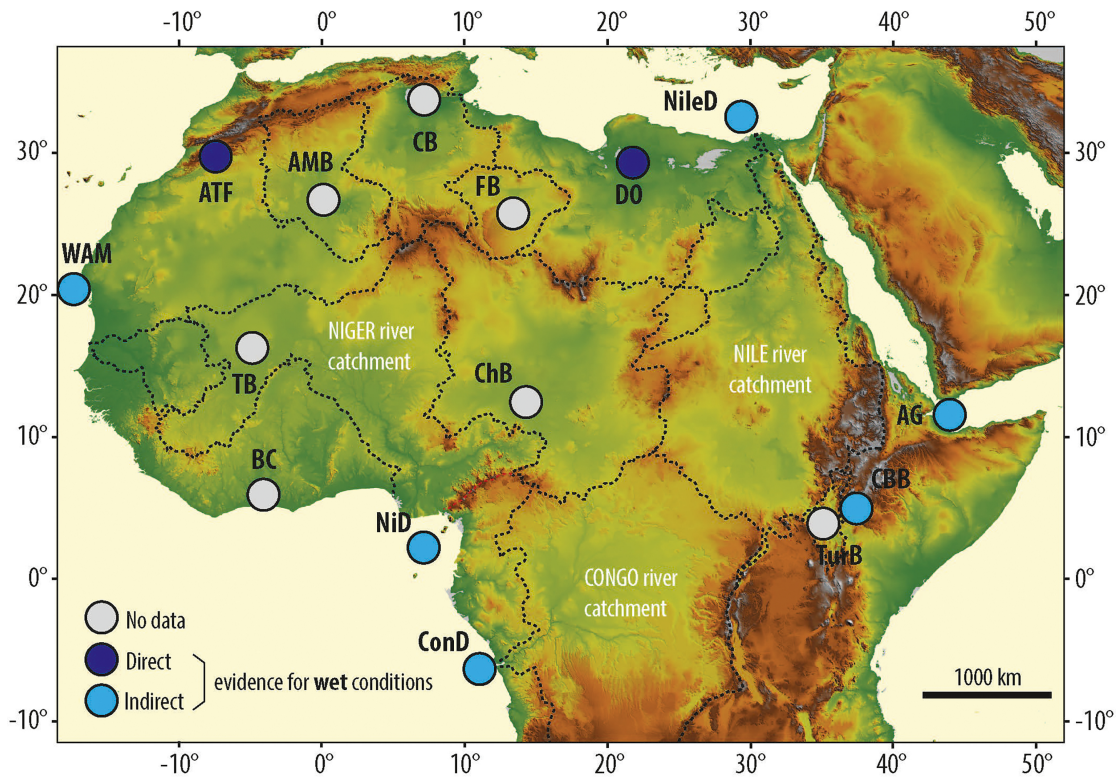 -10° 0° 10° 20° 30° 40° 50°
NileD
CB
30° 30°
AMB
ATF
FB
DO
WAM
20° 20°
NIGER river
catchment
TB
ChB
NILE river
catchment
AG
10° 10°
BC
CBB
NiD
TurB
0° 0°
CONGO river
catchment
No data
ConD
Direct
evidence for wet conditions
Indirect
1000 km
-10° -10°
-10° 0° 10° 20° 30° 40° 50°